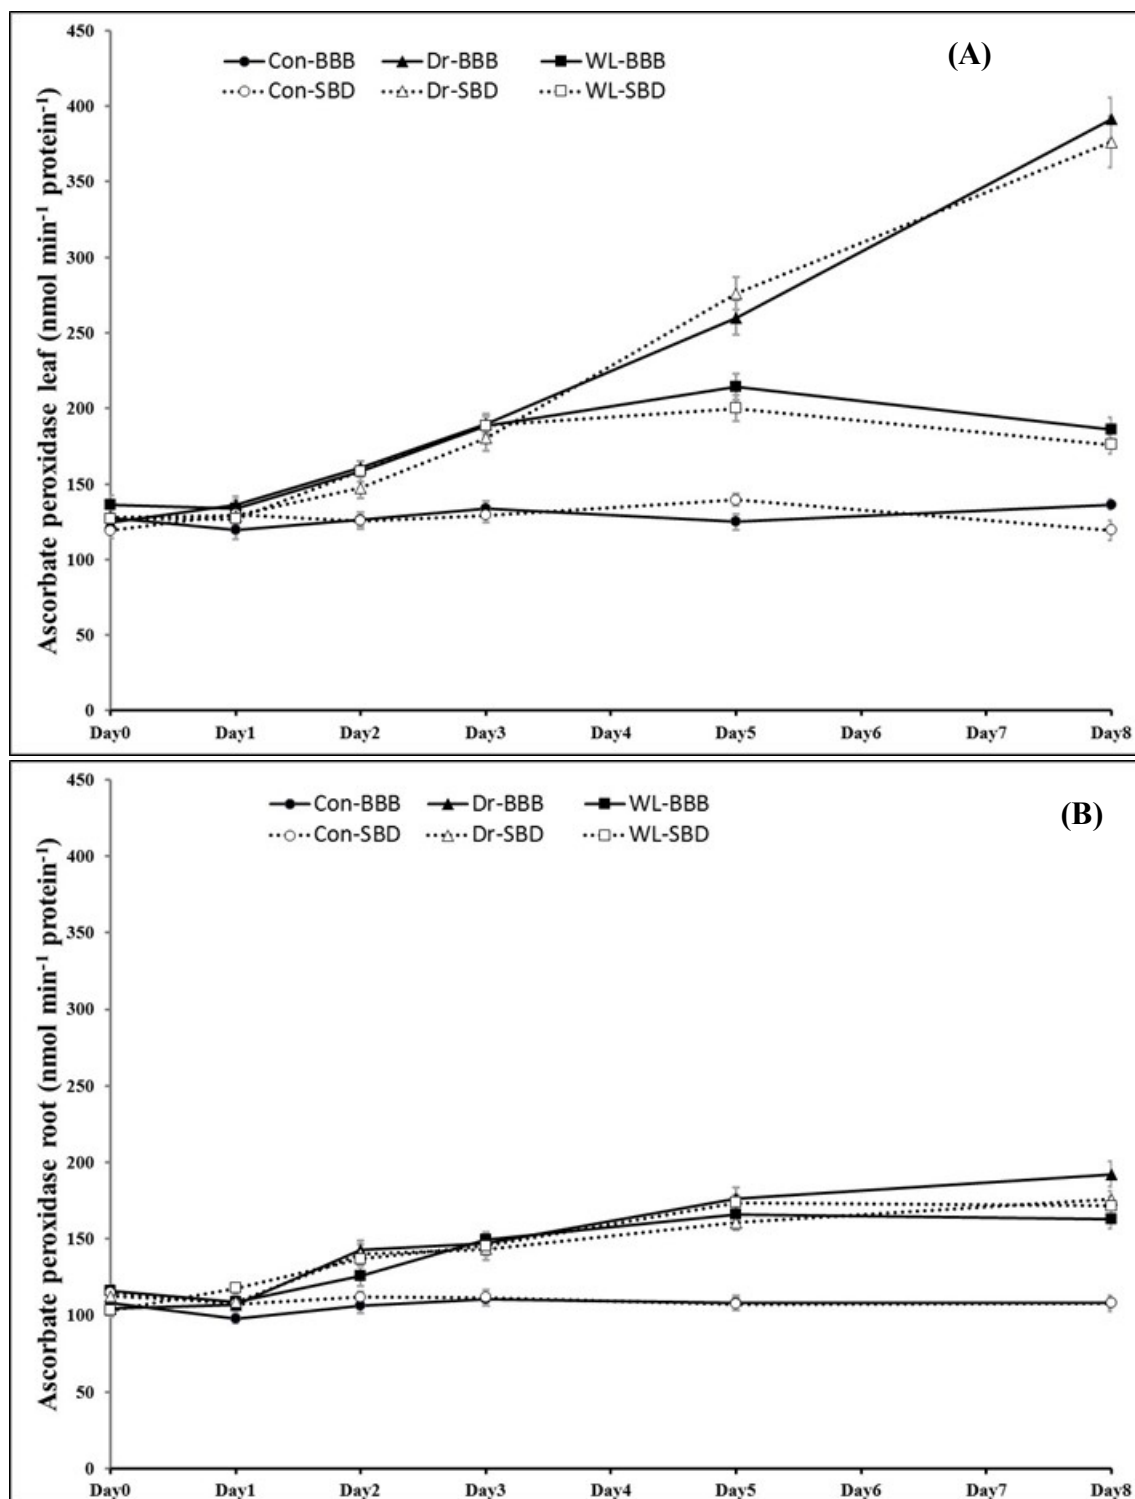 (A)
Con-BBB Dr-BBB WL-BBB
Con-SBD Dr-SBD WL-SBD
Ascorbate peroxidase leaf (nmol min⁻¹ protein⁻¹)
450
400
350
300
250
200
150
100
50
0
Day0 Day1 Day2 Day3 Day4 Day5 Day6 Day7 Day8
(B)
Con-BBB Dr-BBB WL-BBB
Con-SBD Dr-SBD WL-SBD
Ascorbate peroxidase root (nmol min⁻¹ protein⁻¹)
450
400
350
300
250
200
150
100
50
0
Day0 Day1 Day2 Day3 Day4 Day5 Day6 Day7 Day8